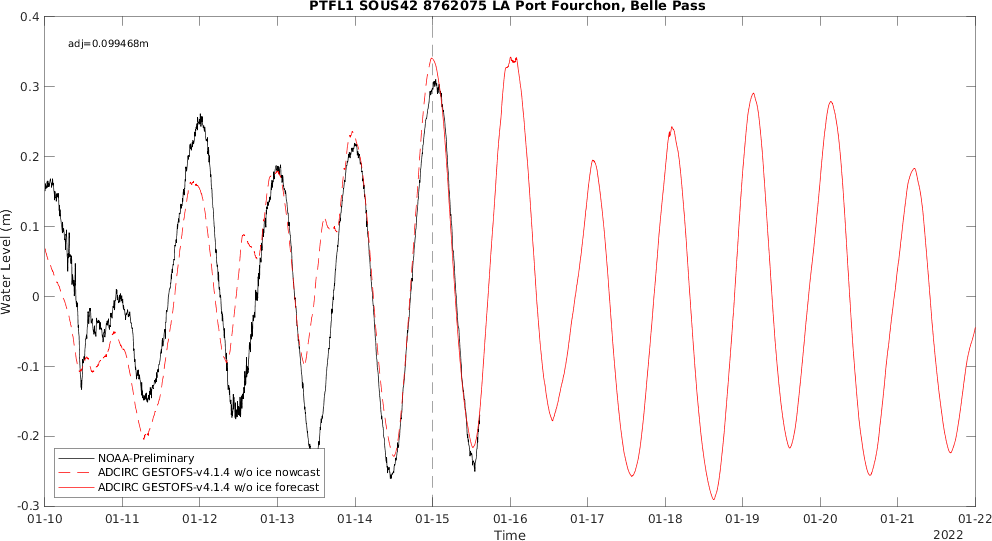 PTFL1 SOUS42 8762075 LA Port Fourchon, Belle Pass
adj=0.099468m
0.4
0.3
0.2
0.1
0
-0.1
-0.2
-0.3
Water Level (m)
NOAA-Preliminary
ADCIRC GESTOFS-v4.1.4 w/o ice nowcast
ADCIRC GESTOFS-v4.1.4 w/o ice forecast
01-10 01-11 01-12 01-13 01-14 01-15 01-16 01-17 01-18 01-19 01-20 01-21 01-22
Time
2022